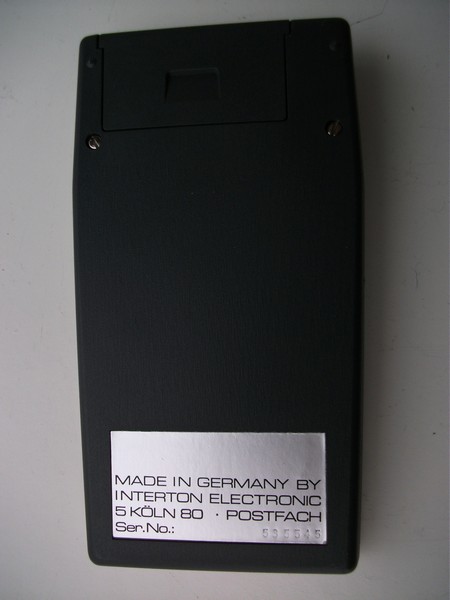 MADE IN GERMANY BY
INTERTON ELECTRONIC
5 KÖLN 80 · POSTFACH
Ser.No.: